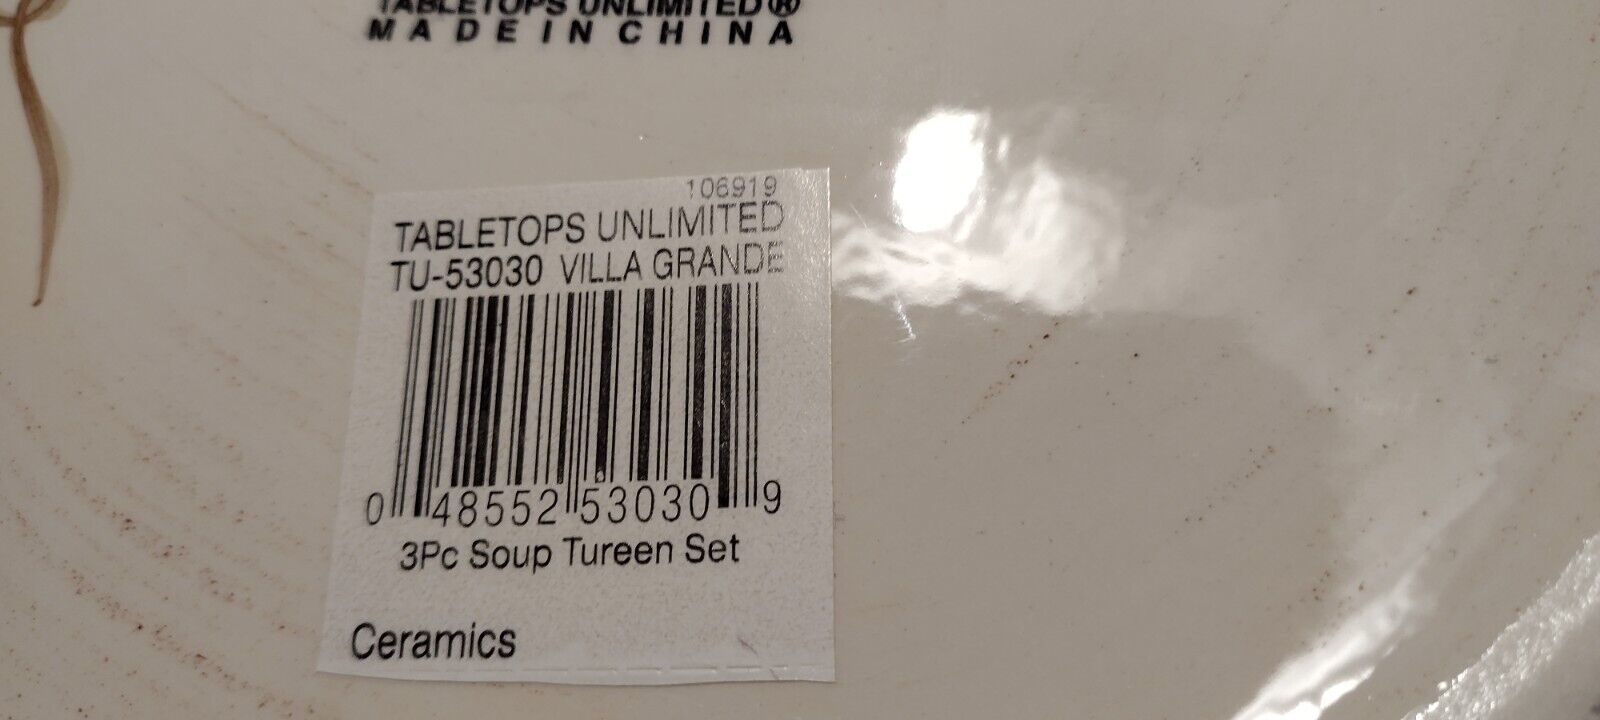 TABLETOPS UNLIMITED®
MADE IN CHINA
106919
TABLETOPS UNLIMITED
TU-53030 VILLA GRANDE
0 48552 53030 9
3Pc Soup Tureen Set
Ceramics